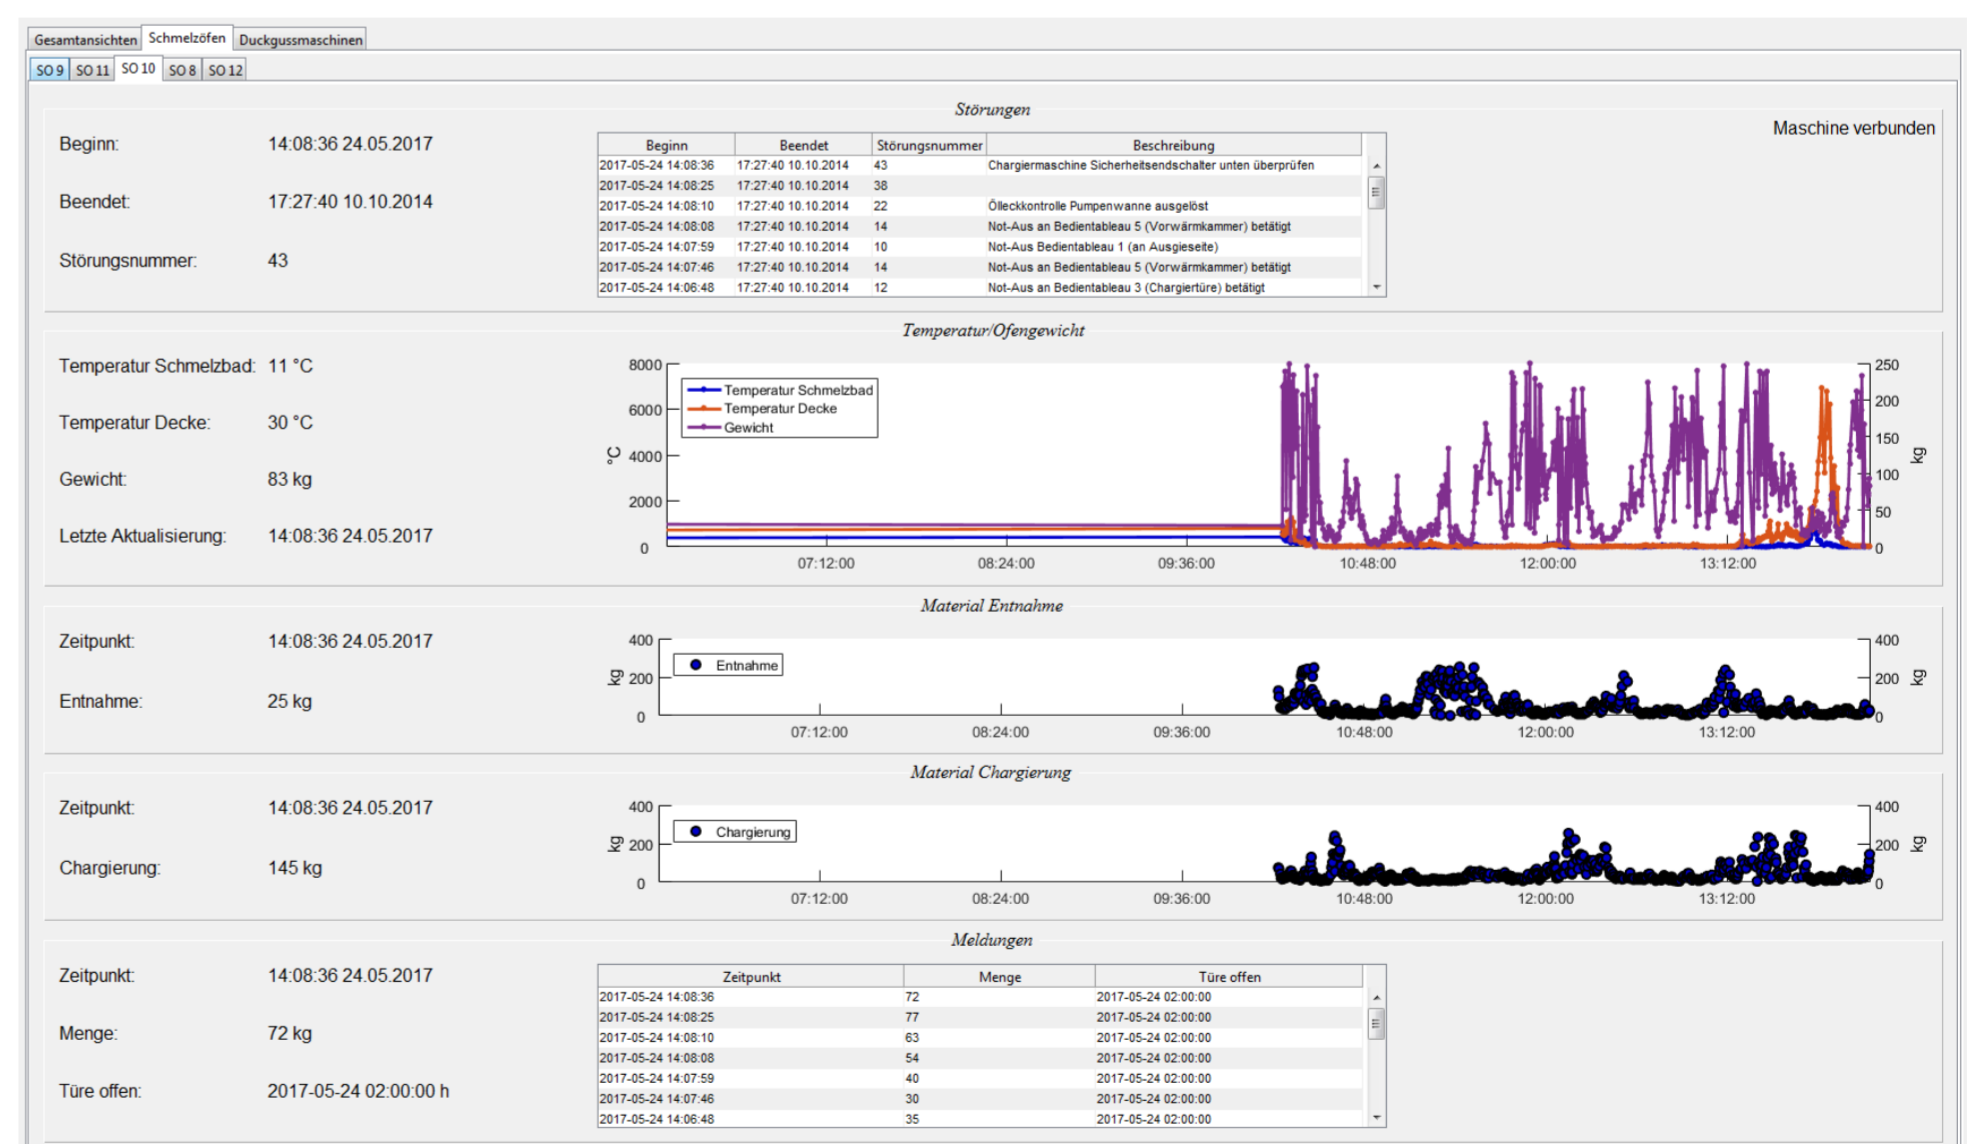 Gesamtansichten Schmelzöfen Duckgussmaschinen
SO 9 SO 11 SO 10 SO 8 SO 12
Störungen
Maschine verbunden
Beginn: 14:08:36 24.05.2017
Beendet: 17:27:40 10.10.2014
Störungsnummer: 43
Beginn Beendet Störungsnummer Beschreibung
2017-05-24 14:08:36 17:27:40 10.10.2014 43 Chargiermaschine Sicherheitsendschalter unten überprüfen
2017-05-24 14:08:25 17:27:40 10.10.2014 38
2017-05-24 14:08:10 17:27:40 10.10.2014 22 Ölleckkontrolle Pumpenwanne ausgelöst
2017-05-24 14:08:08 17:27:40 10.10.2014 14 Not-Aus an Bedientableau 5 (Vorwärmkammer) betätigt
2017-05-24 14:07:59 17:27:40 10.10.2014 10 Not-Aus Bedientableau 1 (an Ausgieseite)
2017-05-24 14:07:46 17:27:40 10.10.2014 14 Not-Aus an Bedientableau 5 (Vorwärmkammer) betätigt
2017-05-24 14:06:48 17:27:40 10.10.2014 12 Not-Aus an Bedientableau 3 (Chargiertüre) betätigt
Temperatur/Ofengewicht
Temperatur Schmelzbad: 11 °C
Temperatur Decke: 30 °C
Gewicht: 83 kg
Letzte Aktualisierung: 14:08:36 24.05.2017
8000
6000
4000
2000
0
°C
Temperatur Schmelzbad
Temperatur Decke
Gewicht
250
200
150
100
50
0
kg
07:12:00 08:24:00 09:36:00 10:48:00 12:00:00 13:12:00
Material Entnahme
Zeitpunkt: 14:08:36 24.05.2017
Entnahme: 25 kg
400
200
0
kg
Entnahme
400
200
0
kg
07:12:00 08:24:00 09:36:00 10:48:00 12:00:00 13:12:00
Material Chargierung
Zeitpunkt: 14:08:36 24.05.2017
Chargierung: 145 kg
400
200
0
kg
Chargierung
400
200
0
kg
07:12:00 08:24:00 09:36:00 10:48:00 12:00:00 13:12:00
Meldungen
Zeitpunkt: 14:08:36 24.05.2017
Menge: 72 kg
Türe offen: 2017-05-24 02:00:00 h
Zeitpunkt Menge Türe offen
2017-05-24 14:08:36 72 2017-05-24 02:00:00
2017-05-24 14:08:25 77 2017-05-24 02:00:00
2017-05-24 14:08:10 63 2017-05-24 02:00:00
2017-05-24 14:08:08 54 2017-05-24 02:00:00
2017-05-24 14:07:59 40 2017-05-24 02:00:00
2017-05-24 14:07:46 30 2017-05-24 02:00:00
2017-05-24 14:06:48 35 2017-05-24 02:00:00